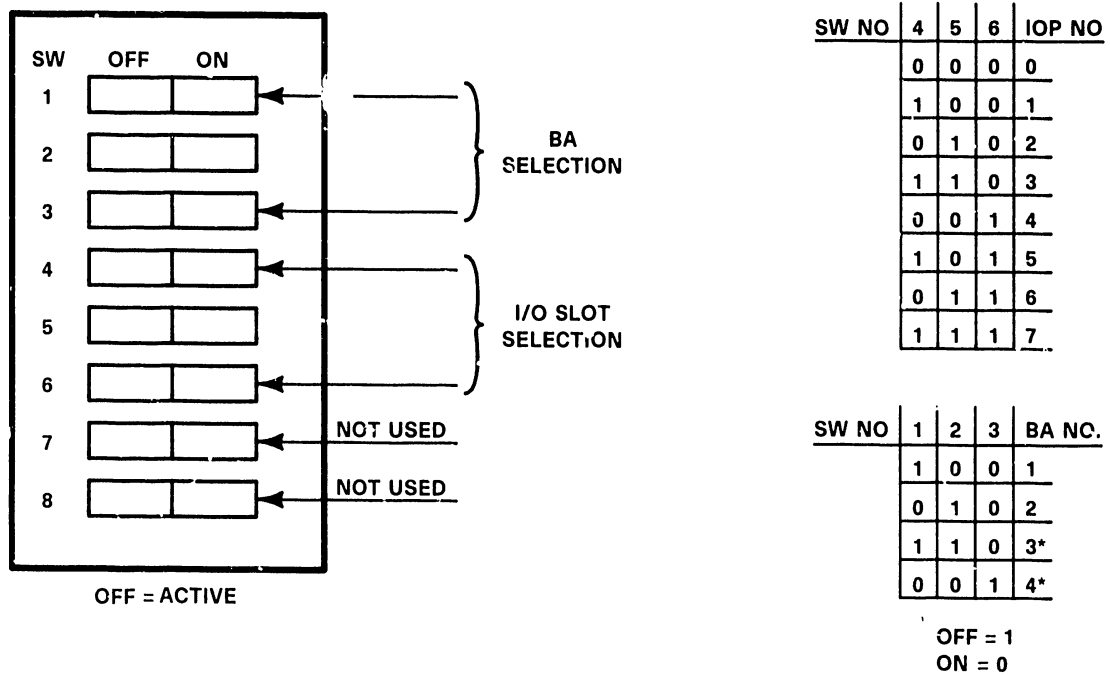 SW OFF ON
1
2
3
4
5
6
7
8
BA
SELECTION
I/O SLOT
SELECTION
NOT USED
NOT USED
OFF = ACTIVE
SW NO 4 5 6 IOP NO
0 0 0 0
1 0 0 1
0 1 0 2
1 1 0 3
0 0 1 4
1 0 1 5
0 1 1 6
1 1 1 7
SW NO 1 2 3 BA NO.
1 0 0 1
0 1 0 2
1 1 0 3*
0 0 1 4*
OFF = 1
ON = 0